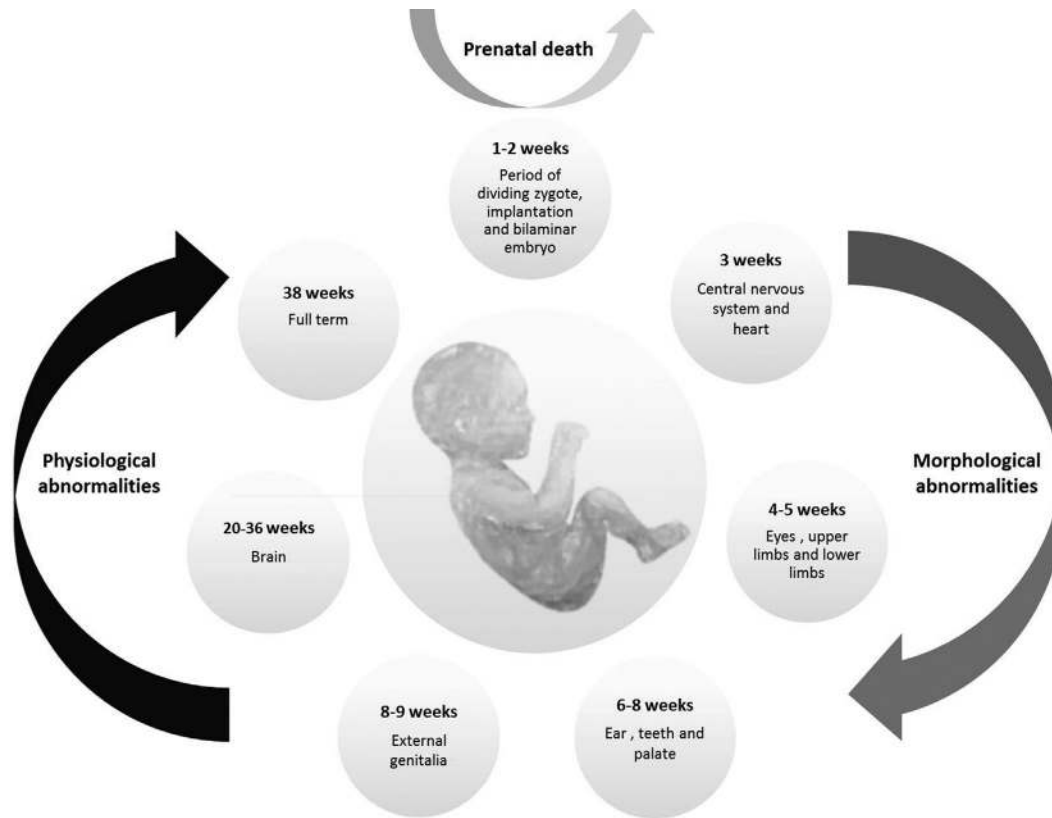 Prenatal death
1-2 weeks
Period of
dividing zygote,
implantation
and bilaminar
embryo
3 weeks
Central nervous
system and
heart
Morphological
abnormalities
4-5 weeks
Eyes , upper
limbs and lower
limbs
6-8 weeks
Ear , teeth and
palate
8-9 weeks
External
genitalia
20-36 weeks
Brain
Physiological
abnormalities
38 weeks
Full term